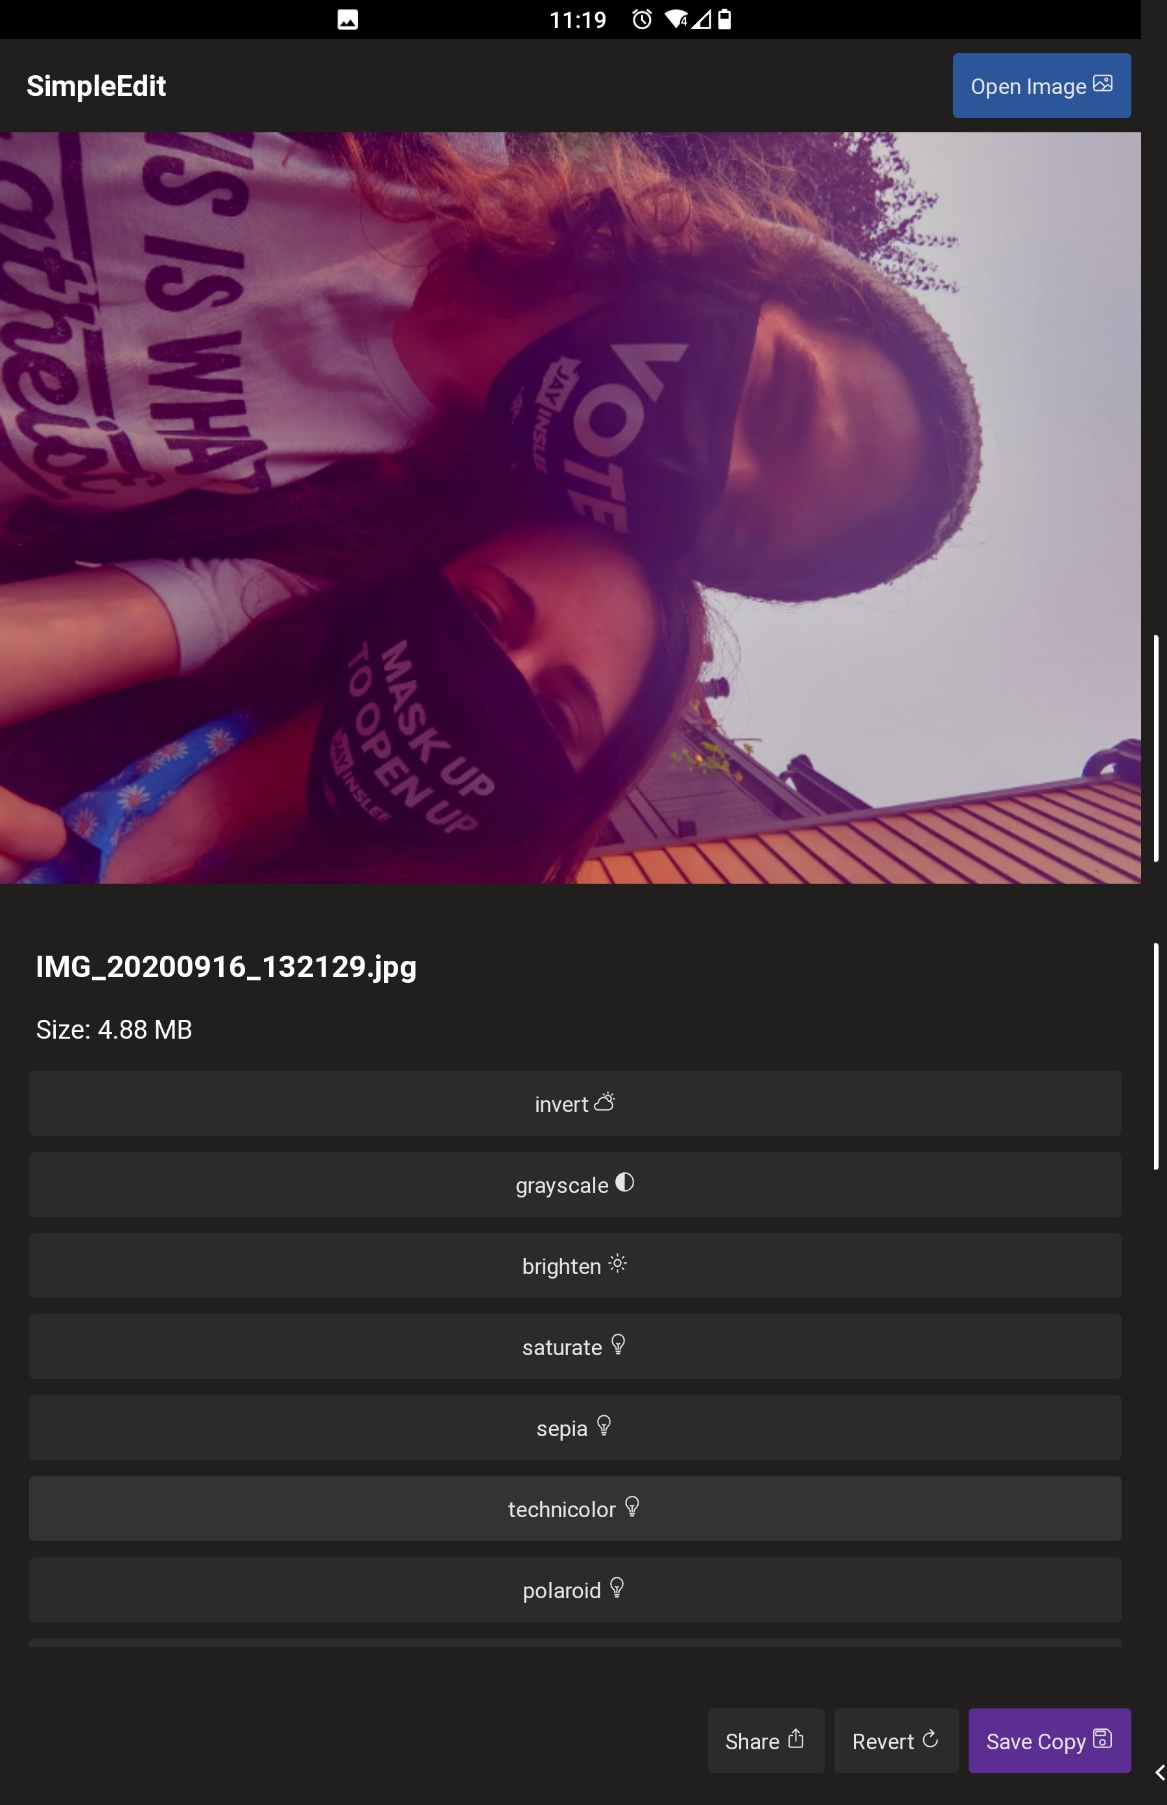 11:19
SimpleEdit
Open Image
IS IS WHA
atheist
VOTE
JAY INSLEE
MASK UP
TO OPEN UP
JAY INSLEE
IMG_20200916_132129.jpg
Size: 4.88 MB
invert
grayscale
brighten
saturate
sepia
technicolor
polaroid
Share
Revert
Save Copy